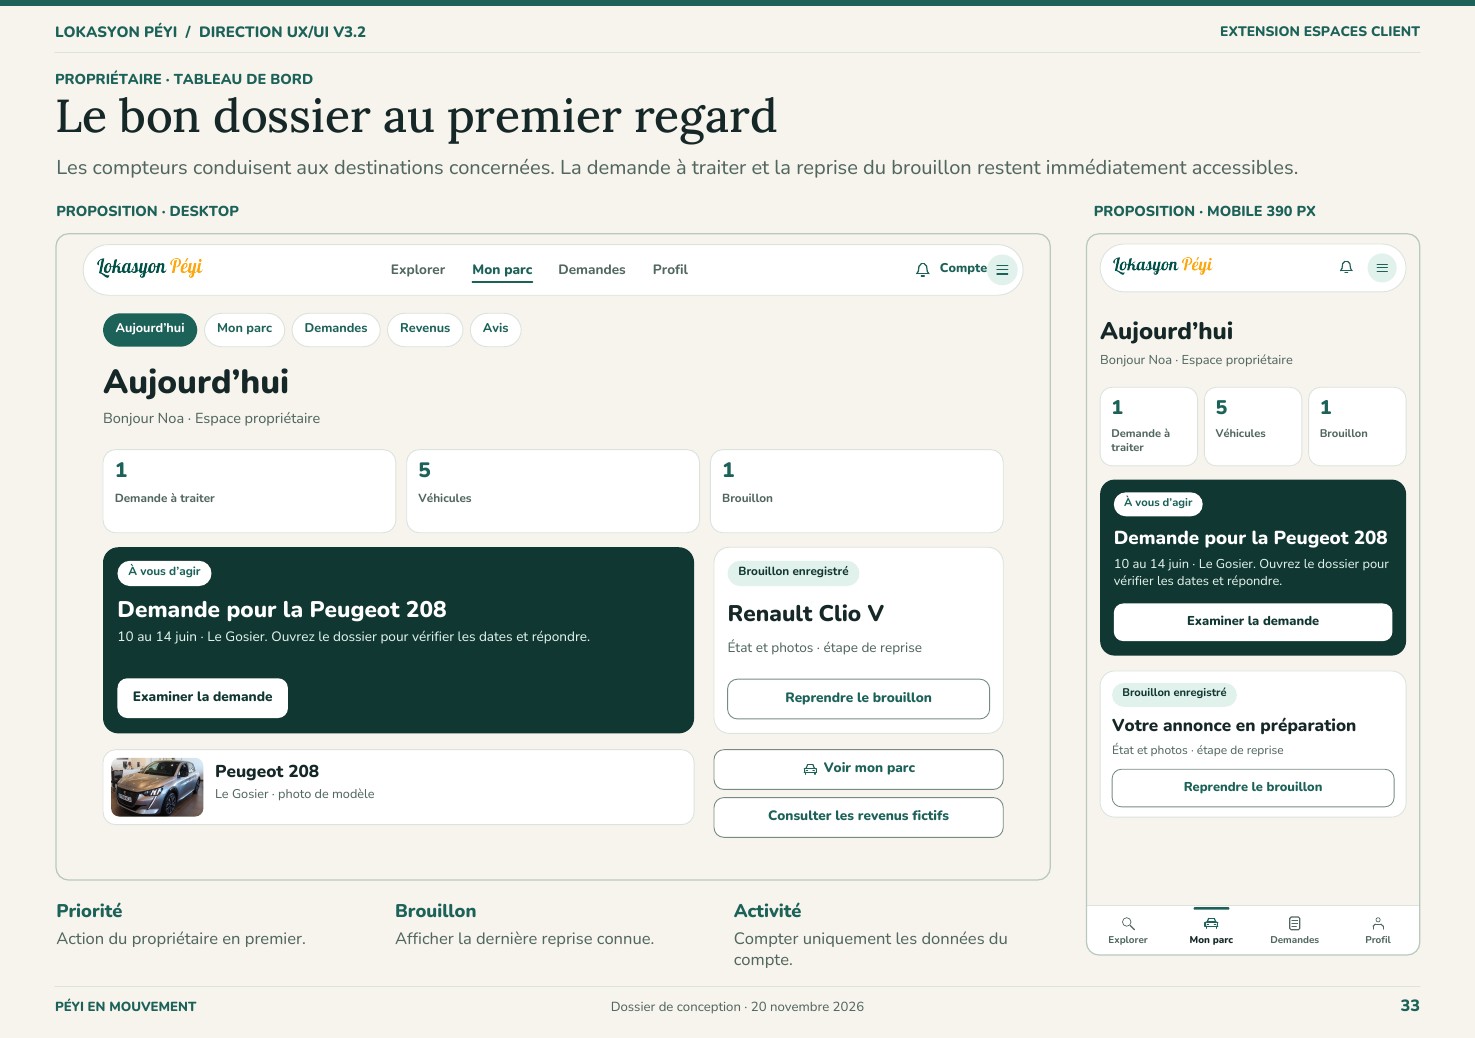 LOKASYON PÉYI / DIRECTION UX/UI V3.2
EXTENSION ESPACES CLIENT
PROPRIÉTAIRE · TABLEAU DE BORD
Le bon dossier au premier regard
Les compteurs conduisent aux destinations concernées. La demande à traiter et la reprise du brouillon restent immédiatement accessibles.
PROPOSITION · DESKTOP
Lokasyon Péyi
Explorer
Mon parc
Demandes
Profil
Compte
Aujourd’hui
Mon parc
Demandes
Revenus
Avis
Aujourd’hui
Bonjour Noa · Espace propriétaire
1
Demande à traiter
5
Véhicules
1
Brouillon
À vous d’agir
Demande pour la Peugeot 208
10 au 14 juin · Le Gosier. Ouvrez le dossier pour vérifier les dates et répondre.
Examiner la demande
Brouillon enregistré
Renault Clio V
État et photos · étape de reprise
Reprendre le brouillon
Peugeot 208
Le Gosier · photo de modèle
Voir mon parc
Consulter les revenus fictifs
PROPOSITION · MOBILE 390 PX
Lokasyon Péyi
Aujourd’hui
Bonjour Noa · Espace propriétaire
1
Demande à
traiter
5
Véhicules
1
Brouillon
À vous d’agir
Demande pour la Peugeot 208
10 au 14 juin · Le Gosier. Ouvrez le dossier pour
vérifier les dates et répondre.
Examiner la demande
Brouillon enregistré
Votre annonce en préparation
État et photos · étape de reprise
Reprendre le brouillon
Explorer
Mon parc
Demandes
Profil
Priorité
Action du propriétaire en premier.
Brouillon
Afficher la dernière reprise connue.
Activité
Compter uniquement les données du
compte.
PÉYI EN MOUVEMENT
Dossier de conception · 20 novembre 2026
33